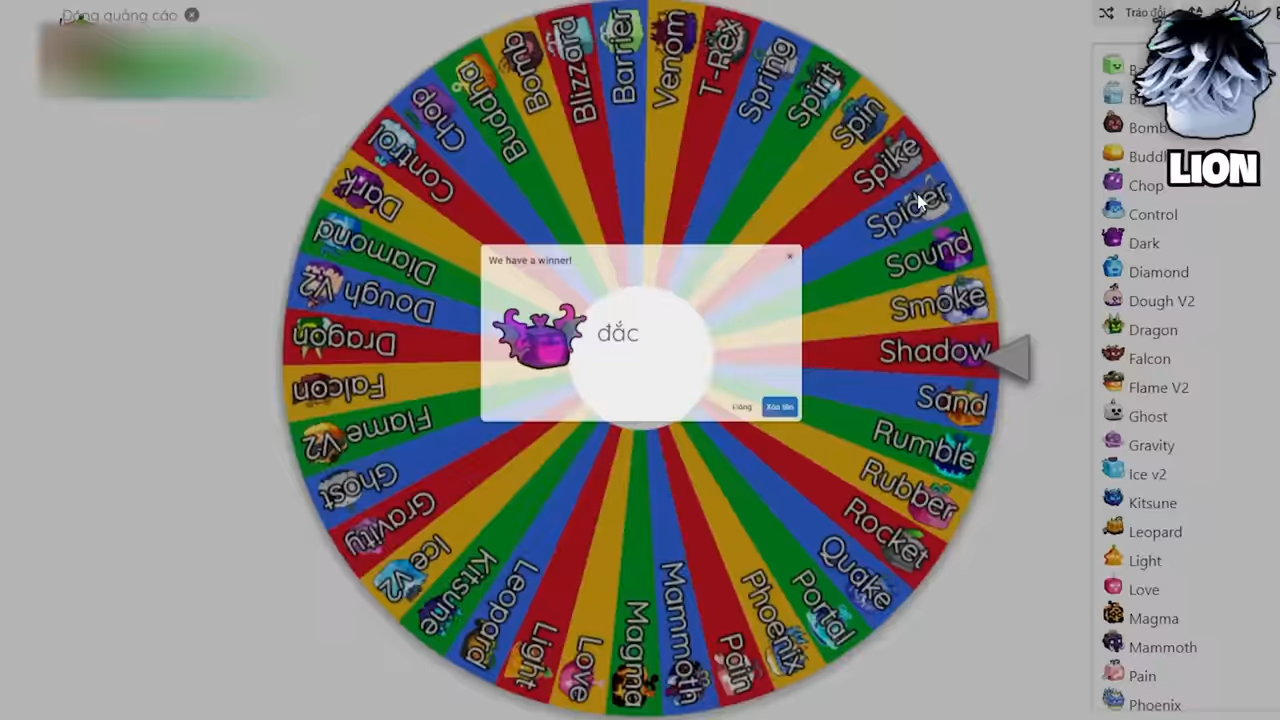 Đóng quảng cáo
Tráo đổi
LION
Barrier
Venom
T-Rex
Spring
Spirit
Spin
Spike
Spider
Sound
Smoke
Shadow
Sand
Rumble
Rubber
Rocket
Quake
Portal
Phoenix
Pain
Mammoth
Magma
Love
Light
Leopard
Kitsune
Ice V2
Gravity
Ghost
Flame V2
Falcon
Dragon
Dough V2
Diamond
Dark
Control
Chop
Buddha
Bomb
Blizzard
We have a winner!
đắc
Đóng
Xóa tên
Bomb
Chop
Control
Dark
Diamond
Dough V2
Dragon
Falcon
Flame V2
Ghost
Gravity
Ice v2
Kitsune
Leopard
Light
Love
Magma
Mammoth
Pain
Phoenix